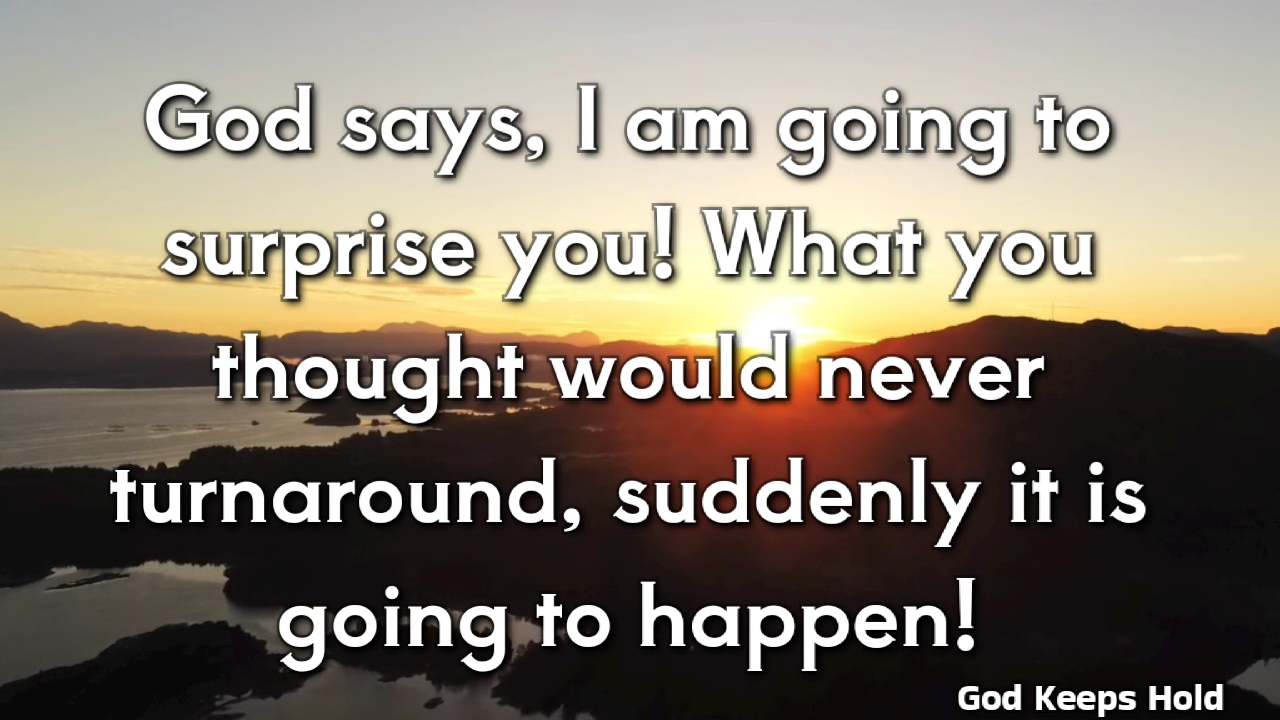 God says, I am going to
surprise you! What you
thought would never
turnaround, suddenly it is
going to happen!
God Keeps Hold